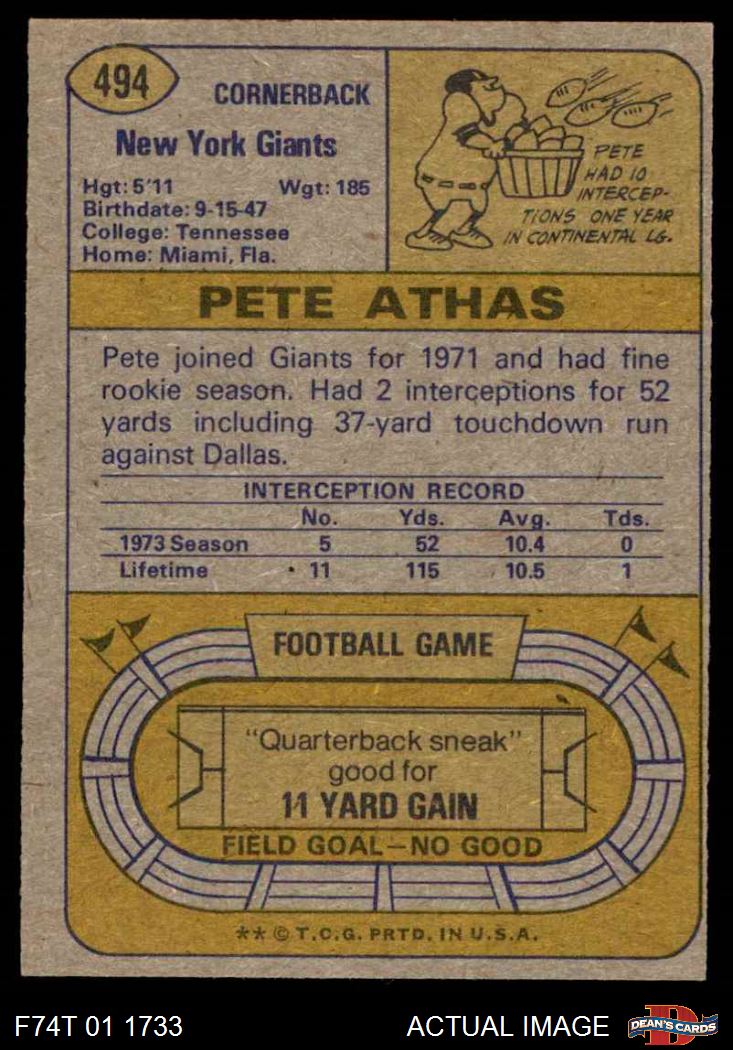 494
CORNERBACK
New York Giants
Hgt: 5'11 Wgt: 185
Birthdate: 9-15-47
College: Tennessee
Home: Miami, Fla.
PETE
HAD 10
INTERCEP-
TIONS ONE YEAR
IN CONTINENTAL LG.
PETE ATHAS
Pete joined Giants for 1971 and had fine
rookie season. Had 2 interceptions for 52
yards including 37-yard touchdown run
against Dallas.
INTERCEPTION RECORD
No. Yds. Avg. Tds.
1973 Season 5 52 10.4 0
Lifetime 11 115 10.5 1
FOOTBALL GAME
"Quarterback sneak"
good for
11 YARD GAIN
FIELD GOAL—NO GOOD
** © T.C.G. PRTD. IN U.S.A.
F74T 01 1733 ACTUAL IMAGE D DEAN'S CARDS